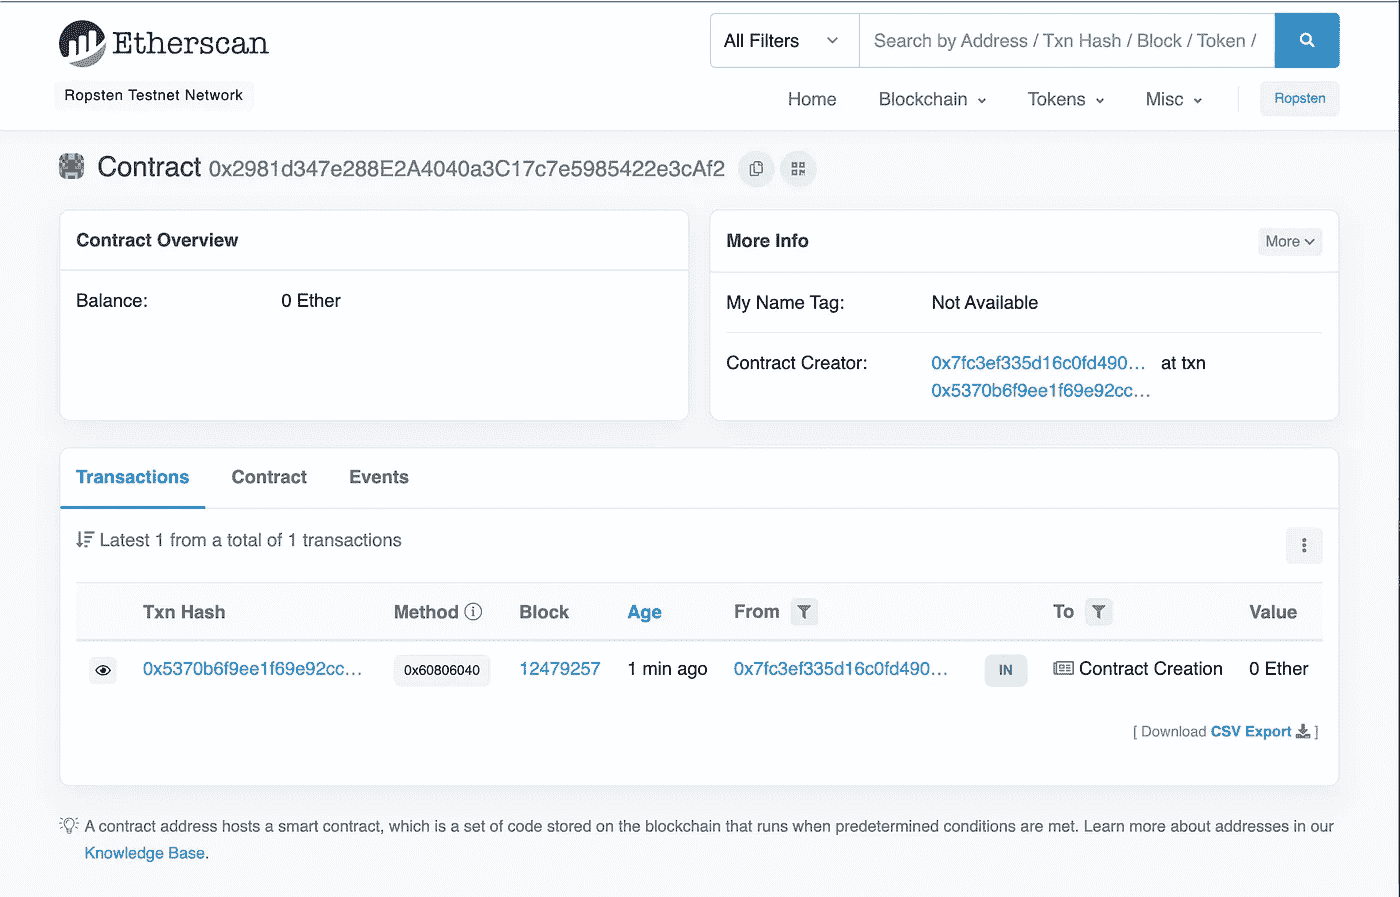 Etherscan
All Filters
Search by Address / Txn Hash / Block / Token /
Ropsten Testnet Network
Home Blockchain Tokens Misc Ropsten
Contract 0x2981d347e288E2A4040a3C17c7e5985422e3cAf2
Contract Overview
Balance: 0 Ether
More Info
More
My Name Tag: Not Available
Contract Creator: 0x7fc3ef335d16c0fd490... at txn
0x5370b6f9ee1f69e92cc...
Transactions Contract Events
Latest 1 from a total of 1 transactions
Txn Hash Method Block Age From To Value
0x5370b6f9ee1f69e92cc... 0x60806040 12479257 1 min ago 0x7fc3ef335d16c0fd490... IN Contract Creation 0 Ether
[ Download CSV Export ]
A contract address hosts a smart contract, which is a set of code stored on the blockchain that runs when predetermined conditions are met. Learn more about addresses in our
Knowledge Base.